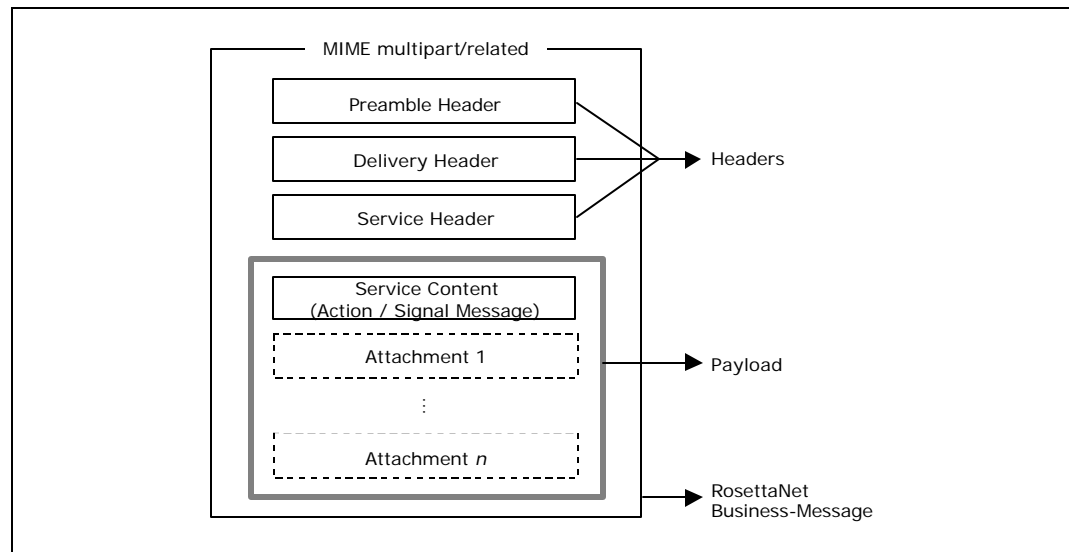 MIME multipart/related
Preamble Header
Delivery Header
Headers
Service Header
Service Content
(Action / Signal Message)
Attachment 1
Payload
⋮
Attachment n
RosettaNet
Business-Message